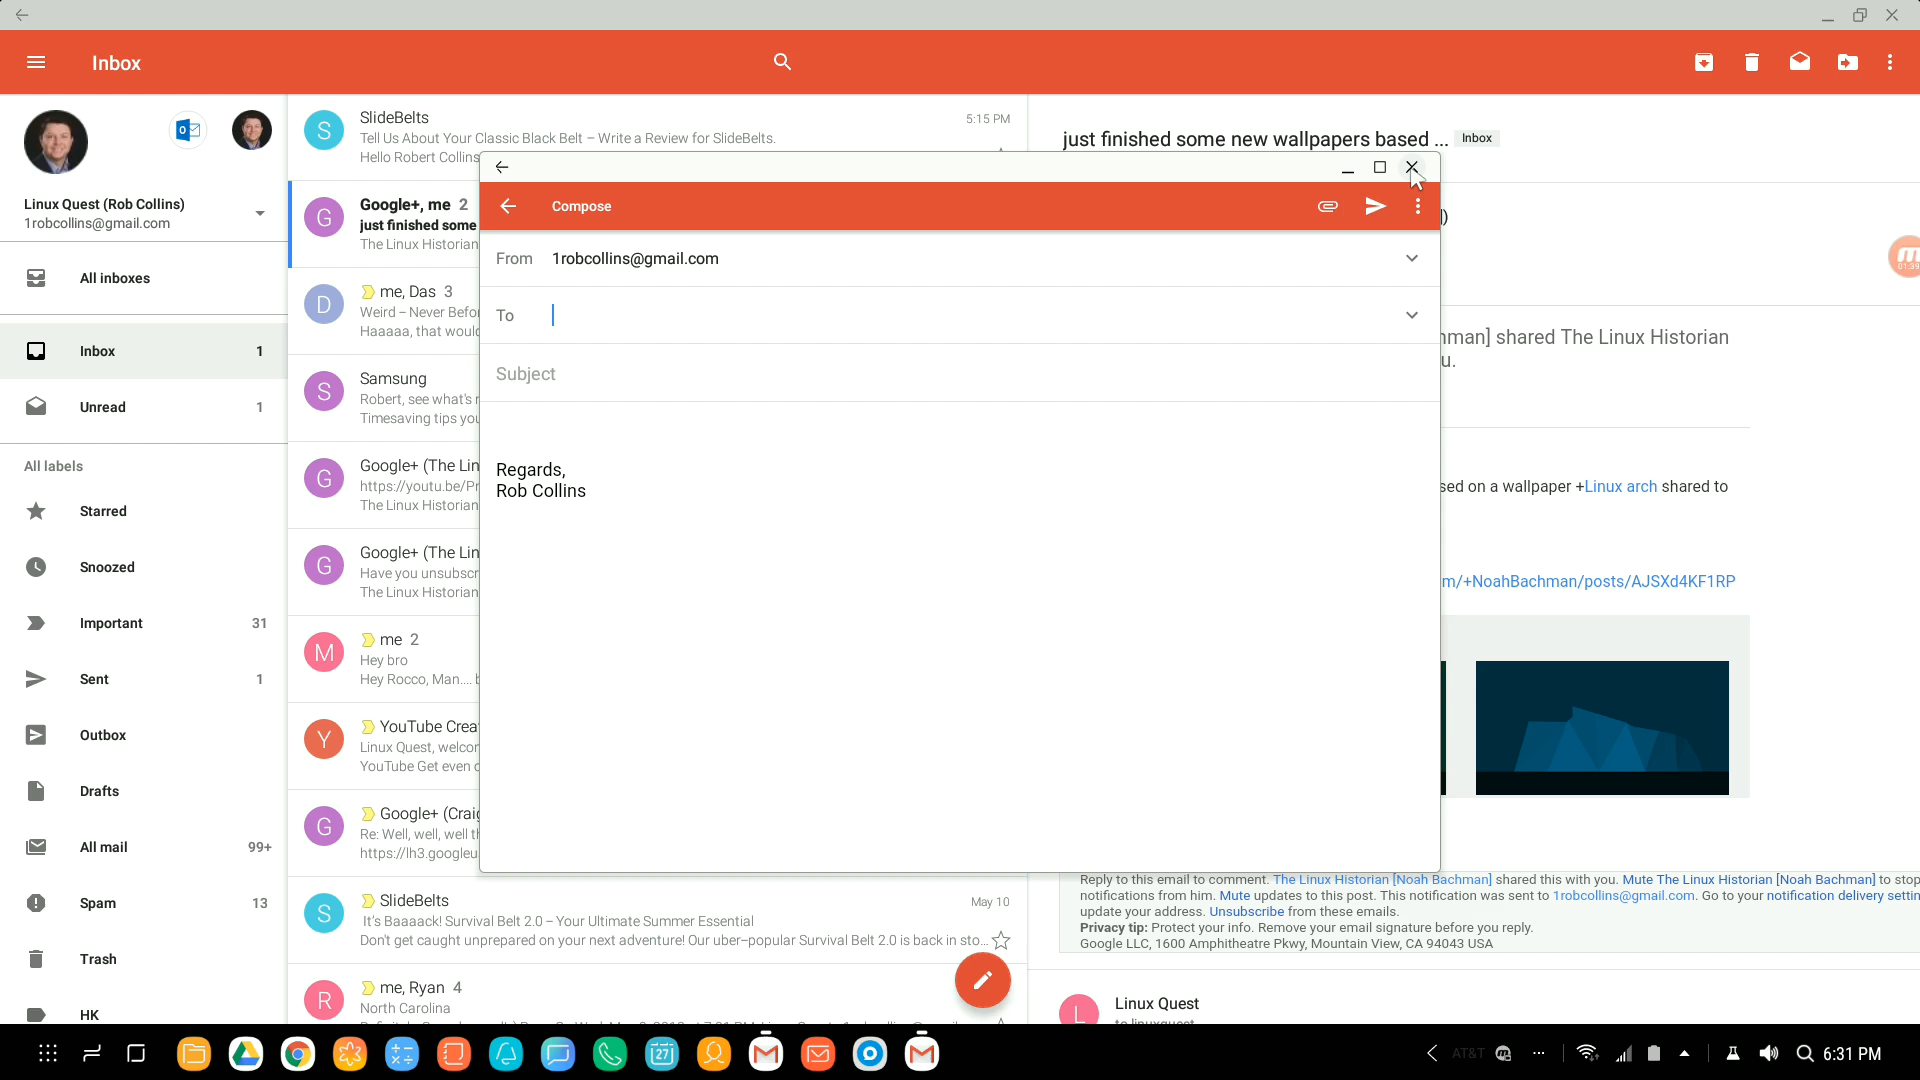 Inbox
SlideBelts
5:15 PM
Tell Us About Your Classic Black Belt – Write a Review for SlideBelts.
Hello Robert Collins
just finished some new wallpapers based ...
Inbox
Linux Quest (Rob Collins)
1robcollins@gmail.com
All inboxes
Inbox 1
Unread 1
All labels
Starred
Snoozed
Important 31
Sent 1
Outbox
Drafts
All mail 99+
Spam 13
Trash
HK
S
G
Google+, me 2
just finished some
The Linux Historian
D
me, Das 3
Weird – Never Befo
Haaaaa, that would
S
Samsung
Robert, see what's
Timesaving tips you
G
Google+ (The Lin
https://youtu.be/Pr
The Linux Historian
G
Google+ (The Lin
Have you unsubscr
The Linux Historian
M
me 2
Hey bro
Hey Rocco, Man....
Y
YouTube Crea
Linux Quest, welcom
YouTube Get even
G
Google+ (Craig
Re: Well, well, well th
https://lh3.googleu
S
SlideBelts
May 10
It's Baaaack! Survival Belt 2.0 – Your Ultimate Summer Essential
Don't get caught unprepared on your next adventure! Our uber–popular Survival Belt 2.0 is back in sto...
R
me, Ryan 4
North Carolina
Compose
From 1robcollins@gmail.com
To
Subject
Regards,
Rob Collins
)
01:39
man] shared The Linux Historian
u.
sed on a wallpaper +Linux arch shared to
m/+NoahBachman/posts/AJSXd4KF1RP
Reply to this email to comment. The Linux Historian [Noah Bachman] shared this with you. Mute The Linux Historian [Noah Bachman] to stop
notifications from him. Mute updates to this post. This notification was sent to 1robcollins@gmail.com. Go to your notification delivery settin
update your address. Unsubscribe from these emails.
Privacy tip: Protect your info. Remove your email signature before you reply.
Google LLC, 1600 Amphitheatre Pkwy, Mountain View, CA 94043 USA
L
Linux Quest
to linuxquest
27
AT&T
6:31 PM